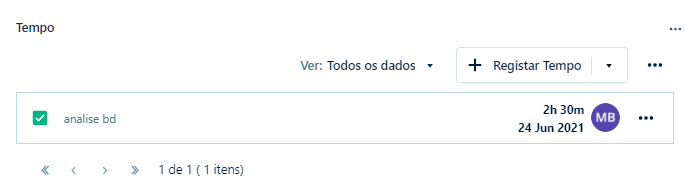 Tempo
Ver: Todos os dados
Registar Tempo
analise bd
2h 30m
24 Jun 2021
MB
1 de 1 ( 1 itens)